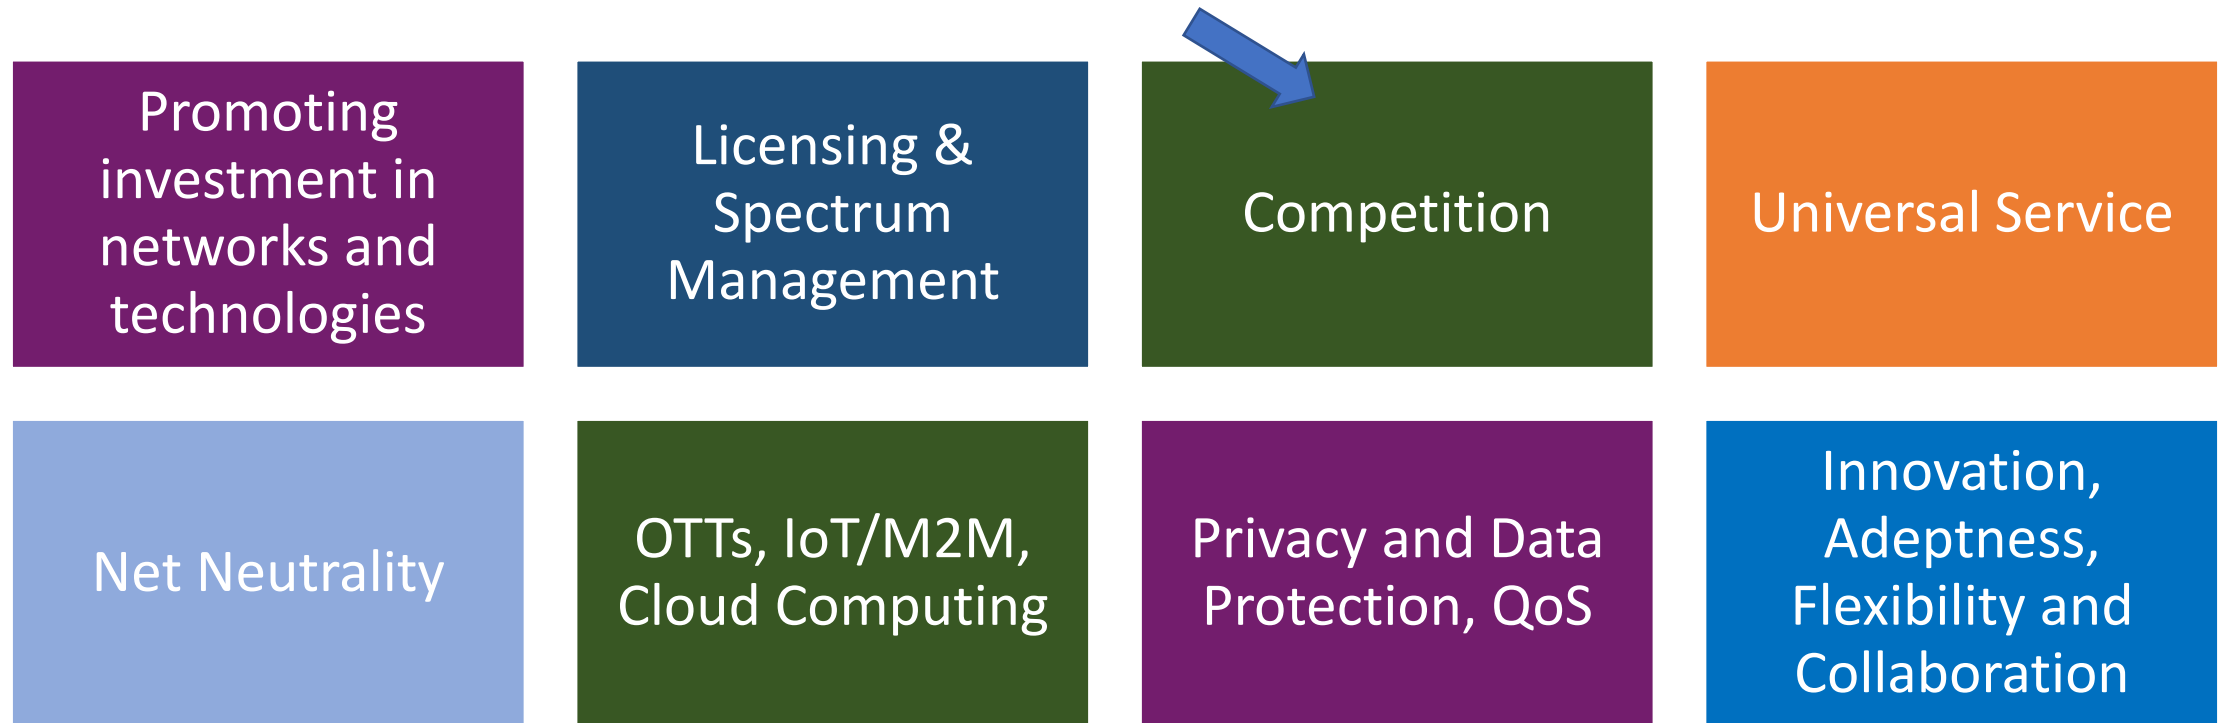 Promoting
investment in
networks and
technologies
Licensing &
Spectrum
Management
Competition
Universal Service
Net Neutrality
OTTs, IoT/M2M,
Cloud Computing
Privacy and Data
Protection, QoS
Innovation,
Adeptness,
Flexibility and
Collaboration